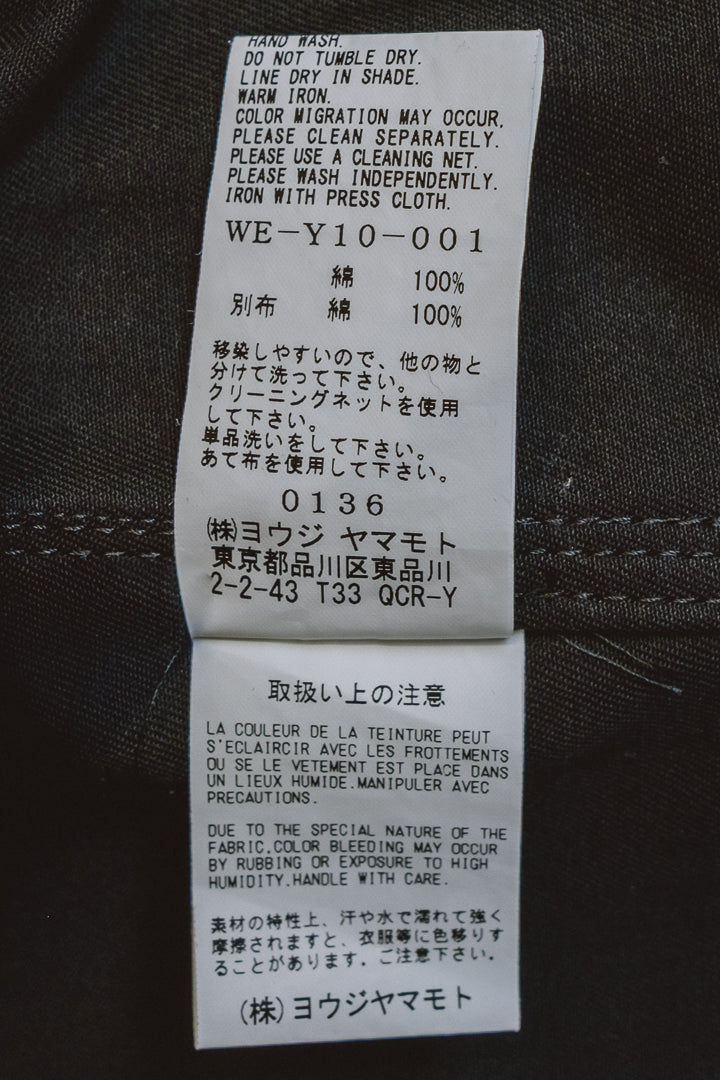 HAND WASH.
DO NOT TUMBLE DRY.
LINE DRY IN SHADE.
WARM IRON.
COLOR MIGRATION MAY OCCUR,
PLEASE CLEAN SEPARATELY.
PLEASE USE A CLEANING NET.
PLEASE WASH INDEPENDENTLY.
IRON WITH PRESS CLOTH.
WE−Y10−001
綿 100%
別布 綿 100%
移染しやすいので、他の物と
分けて洗って下さい。
クリーニングネットを使用
して下さい。
単品洗いをして下さい。
あて布を使用して下さい。
0136
㈱ヨウジ ヤマモト
東京都品川区東品川
2-2-43 T33 QCR-Y
取扱い上の注意
LA COULEUR DE LA TEINTURE PEUT
S'ECLAIRCIR AVEC LES FROTTEMENTS
OU SE LE VETEMENT EST PLACE DANS
UN LIEUX HUMIDE.MANIPULER AVEC
PRECAUTIONS.
DUE TO THE SPECIAL NATURE OF THE
FABRIC,COLOR BLEEDING MAY OCCUR
BY RUBBING OR EXPOSURE TO HIGH
HUMIDITY.HANDLE WITH CARE.
素材の特性上、汗や水で濡れて強く
摩擦されますと、衣服等に色移りす
ることがあります。ご注意下さい。
(株)ヨウジヤマモト